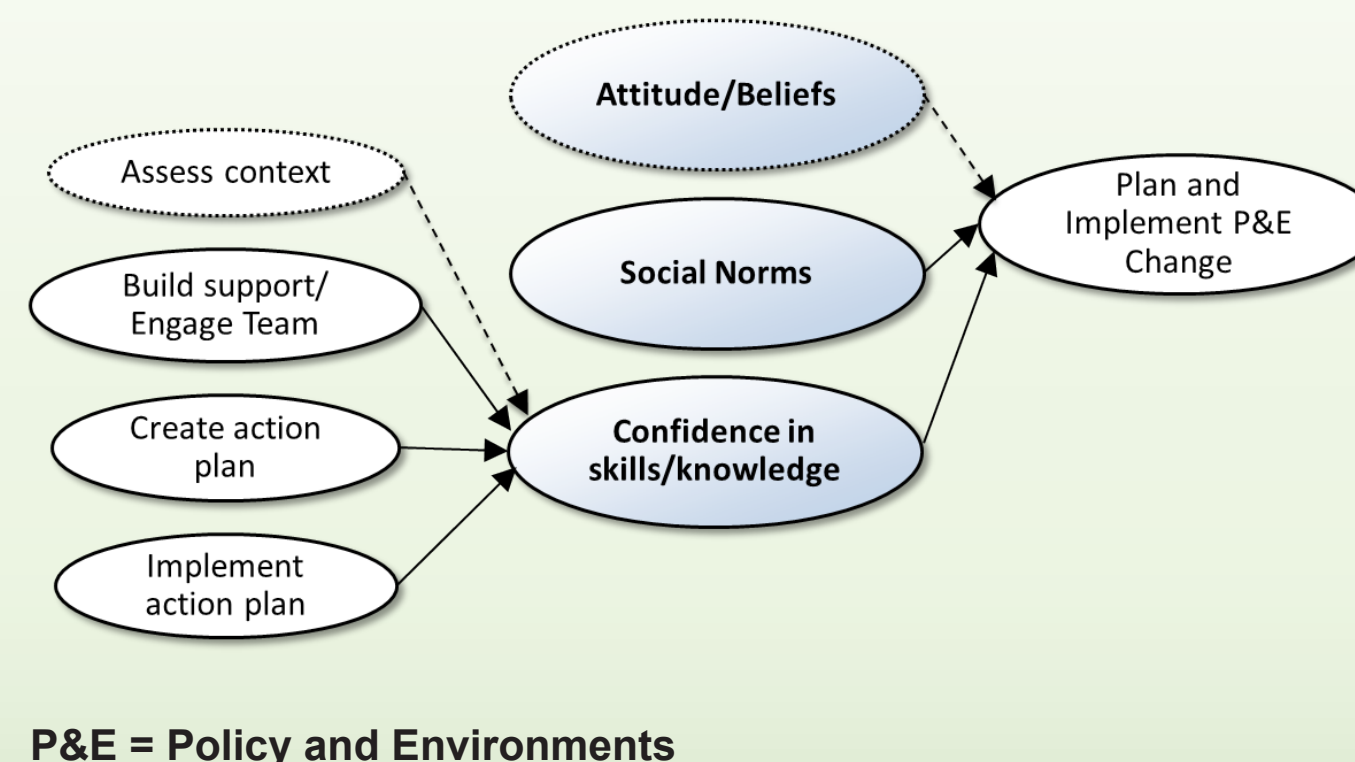 Attitude/Beliefs
Assess context
Plan and
Implement P&E
Change
Build support/
Engage Team
Social Norms
Create action
plan
Confidence in
skills/knowledge
Implement
action plan
P&E = Policy and Environments